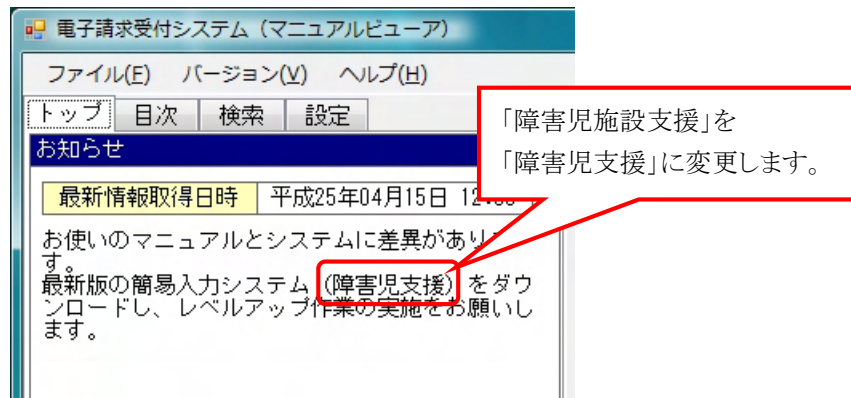 電子請求受付システム（マニュアルビューア）
ファイル(F) バージョン(V) ヘルプ(H)
トップ 目次 検索 設定
お知らせ
最新情報取得日時 平成25年04月15日
お使いのマニュアルとシステムに差異があり
す。
最新版の簡易入力システム（障害児支援）をダウ
ンロードし、レベルアップ作業の実施をお願いし
ます。
「障害児施設支援」を
「障害児支援」に変更します。